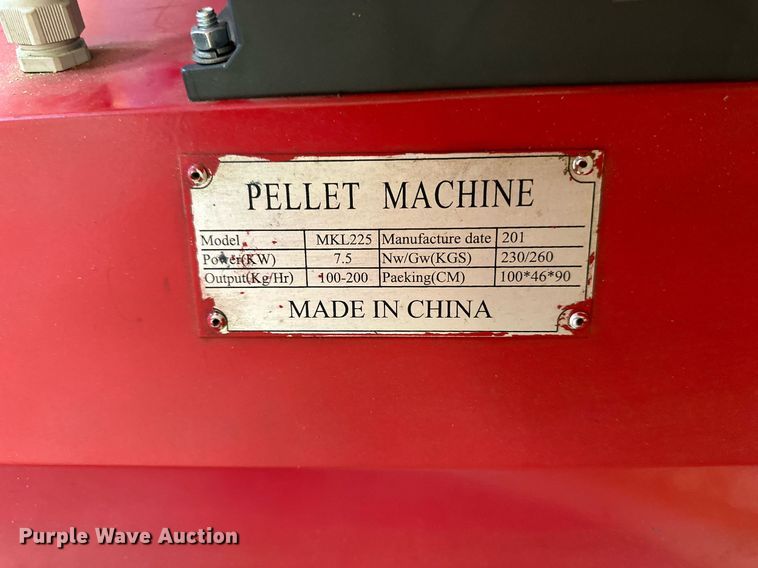 PELLET MACHINE
Model MKL225 Manufacture date 201
Power(KW) 7.5 Nw/Gw(KGS) 230/260
Output(Kg/Hr) 100-200 Paeking(CM) 100*46*90
MADE IN CHINA
Purple Wave Auction